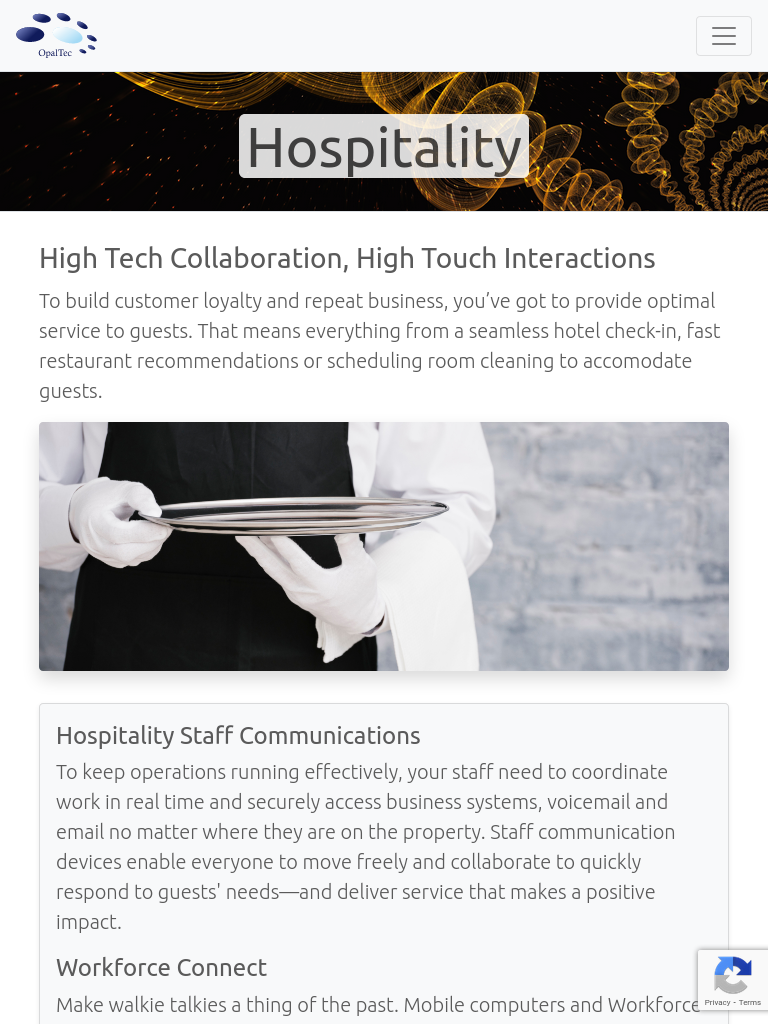 OpalTec
Hospitality
High Tech Collaboration, High Touch Interactions
To build customer loyalty and repeat business, you’ve got to provide optimal
service to guests. That means everything from a seamless hotel check-in, fast
restaurant recommendations or scheduling room cleaning to accomodate
guests.
Hospitality Staff Communications
To keep operations running effectively, your staff need to coordinate
work in real time and securely access business systems, voicemail and
email no matter where they are on the property. Staff communication
devices enable everyone to move freely and collaborate to quickly
respond to guests' needs—and deliver service that makes a positive
impact.
Workforce Connect
Make walkie talkies a thing of the past. Mobile computers and Workforce
Privacy - Terms